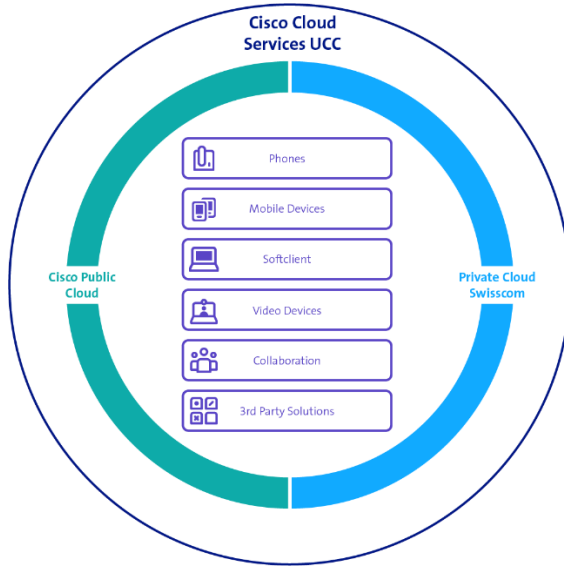 Cisco Cloud
Services UCC
Phones
Mobile Devices
Softclient
Cisco Public
Cloud
Private Cloud
Swisscom
Video Devices
Collaboration
3rd Party Solutions